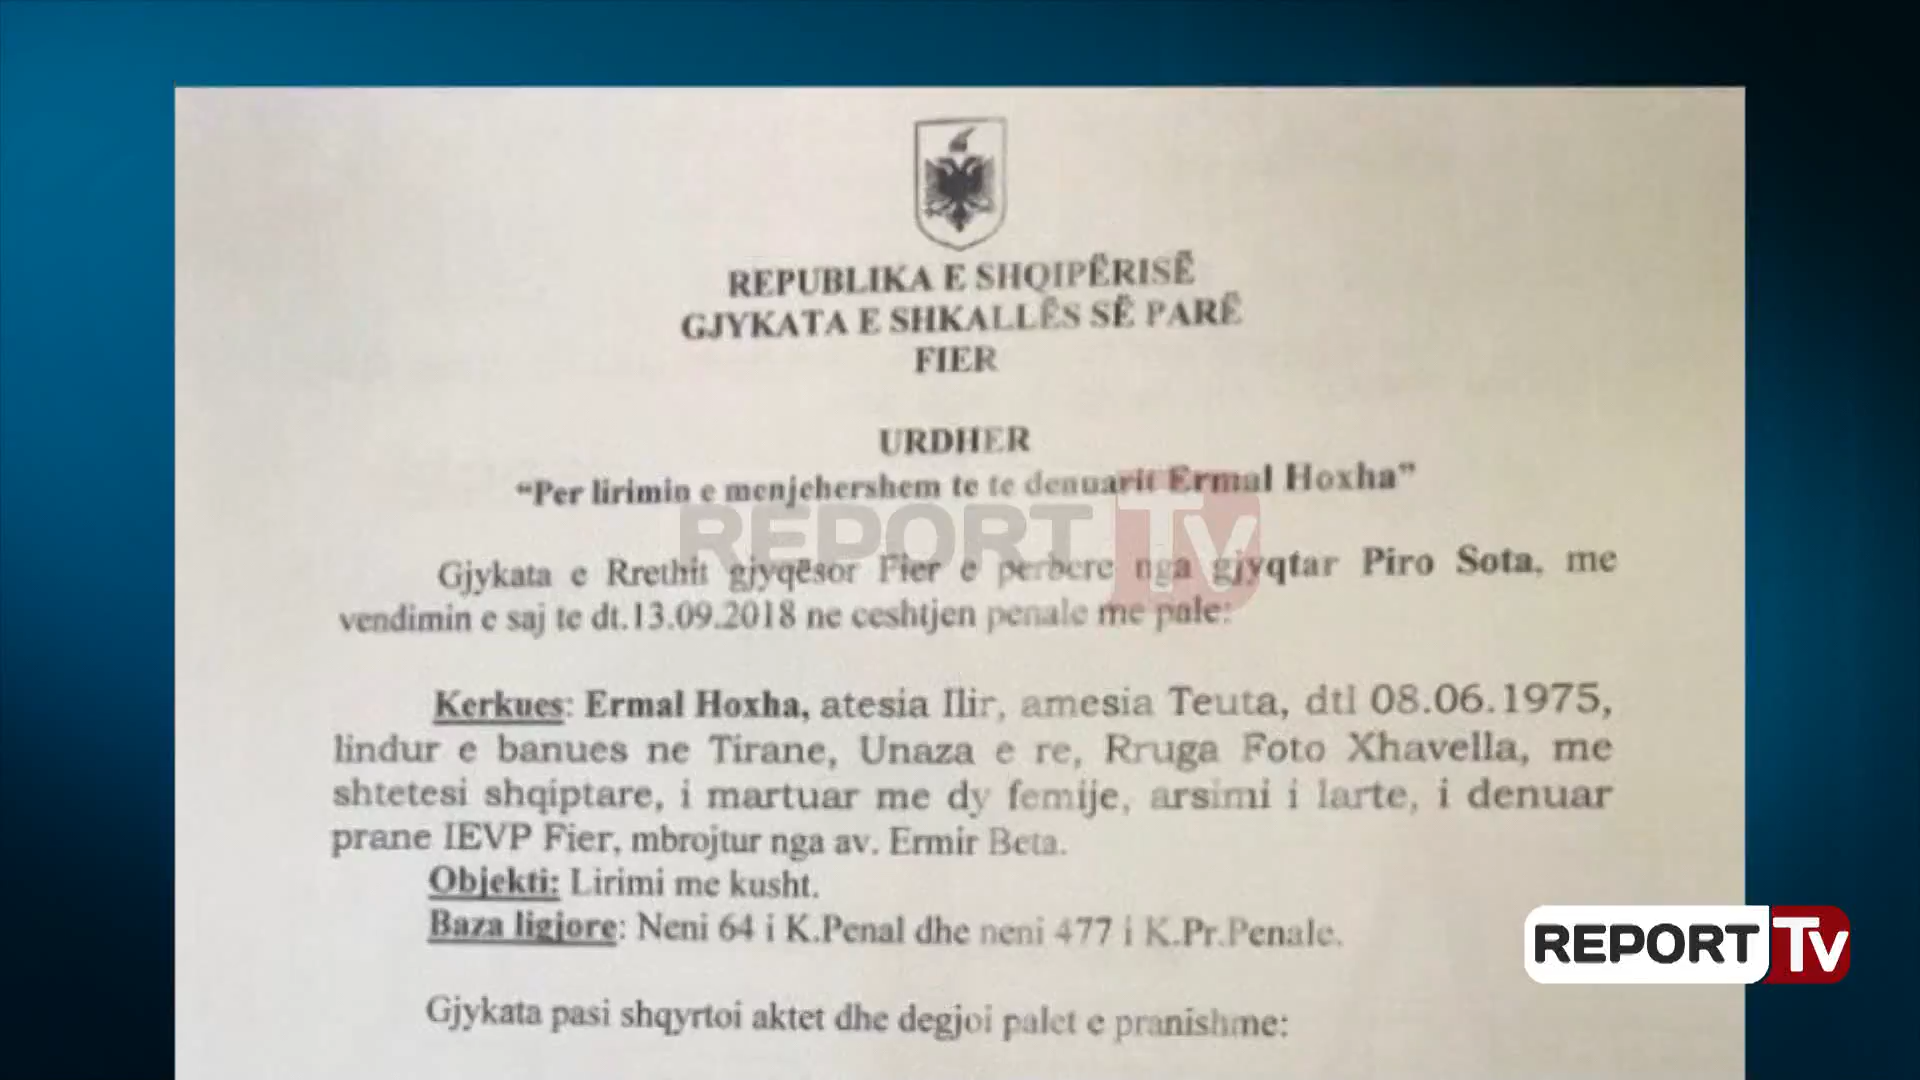 REPUBLIKA E SHQIPËRISË
GJYKATA E SHKALLËS SË PARË
FIER
URDHER
“Per lirimin e menjehershem te te denuarit Ermal Hoxha”
REPORT Tv
Gjykata e Rrethit gjyqësor Fier e perbere nga gjyqtar Piro Sota, me
vendimin e saj te dt.13.09.2018 ne ceshtjen penale me pale:
Kerkues: Ermal Hoxha, atesia Ilir, amesia Teuta, dtl 08.06.1975,
lindur e banues ne Tirane, Unaza e re, Rruga Foto Xhavella, me
shtetesi shqiptare, i martuar me dy femije, arsimi i larte, i denuar
prane IEVP Fier, mbrojtur nga av. Ermir Beta.
Objekti: Lirimi me kusht.
Baza ligjore: Neni 64 i K.Penal dhe neni 477 i K.Pr.Penale.
REPORT Tv
Gjykata pasi shqyrtoi aktet dhe degjoi palet e pranishme: